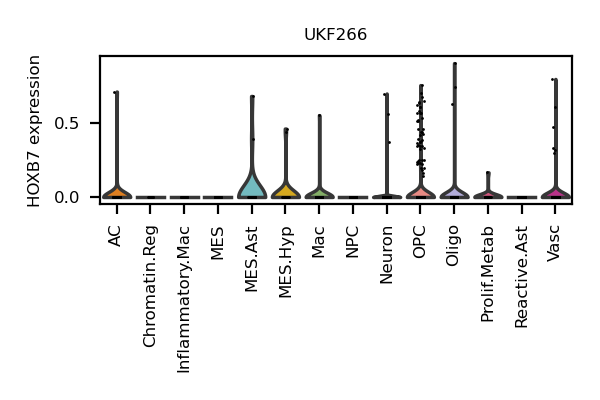 UKF266
HOXB7 expression
0.5
0.0
AC
Chromatin.Reg
Inflammatory.Mac
MES
MES.Ast
MES.Hyp
Mac
NPC
Neuron
OPC
Oligo
Prolif.Metab
Reactive.Ast
Vasc